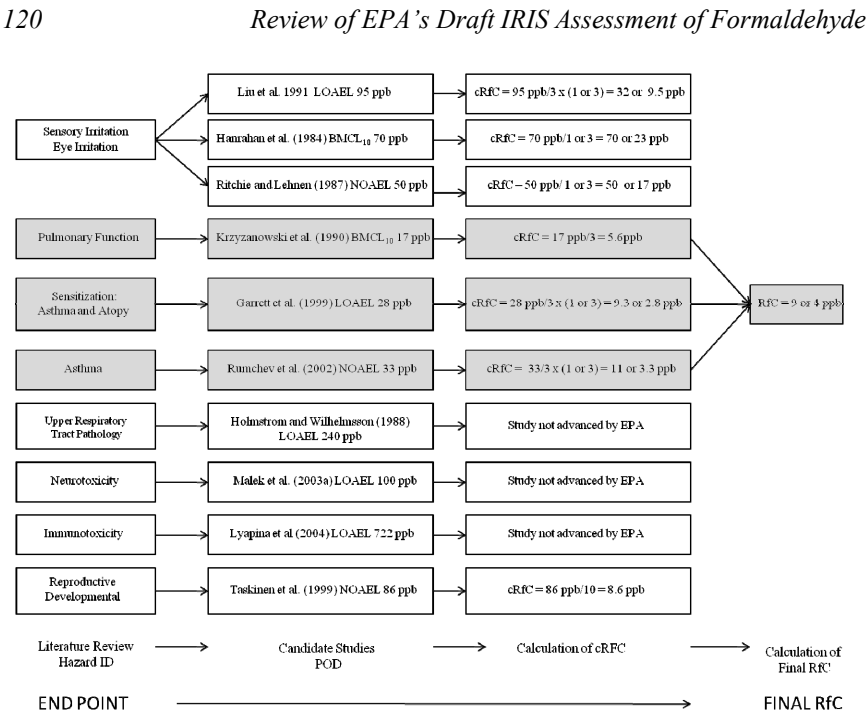 120 Review of EPA's Draft IRIS Assessment of Formaldehyde
Sensory Irritation
Eye Irritation
Liu et al. 1991 LOAEL 95 ppb
cRfC = 95 ppb/3 x (1 or 3) = 32 or 9.5 ppb
Hanrahan et al. (1984) BMCL10 70 ppb
cRfC = 70 ppb/1 or 3 = 70 or 23 ppb
Ritchie and Lehnen (1987) NOAEL 50 ppb
cRfC – 50 ppb/ 1 or 3 = 50 or 17 ppb
Pulmonary Function
Krzyzanowski et al. (1990) BMCL10 17 ppb
cRfC = 17 ppb/3 = 5.6ppb
Sensitization:
Asthma and Atopy
Garrett et al. (1999) LOAEL 28 ppb
cRfC = 28 ppb/3 x (1 or 3) = 9.3 or 2.8 ppb
RfC = 9 or 4 ppb
Asthma
Rumchev et al. (2002) NOAEL 33 ppb
cRfC = 33/3 x (1 or 3) = 11 or 3.3 ppb
Upper Respiratory
Tract Pathology
Holmstrom and Wilhelmsson (1988)
LOAEL 240 ppb
Study not advanced by EPA
Neurotoxicity
Malek et al. (2003a) LOAEL 100 ppb
Study not advanced by EPA
Immunotoxicity
Lyapina et al (2004) LOAEL 722 ppb
Study not advanced by EPA
Reproductive
Developmental
Taskinen et al. (1999) NOAEL 86 ppb
cRfC = 86 ppb/10 = 8.6 ppb
Literature Review
Hazard ID
Candidate Studies
POD
Calculation of cRFC
Calculation of
Final RfC
END POINT
FINAL RfC